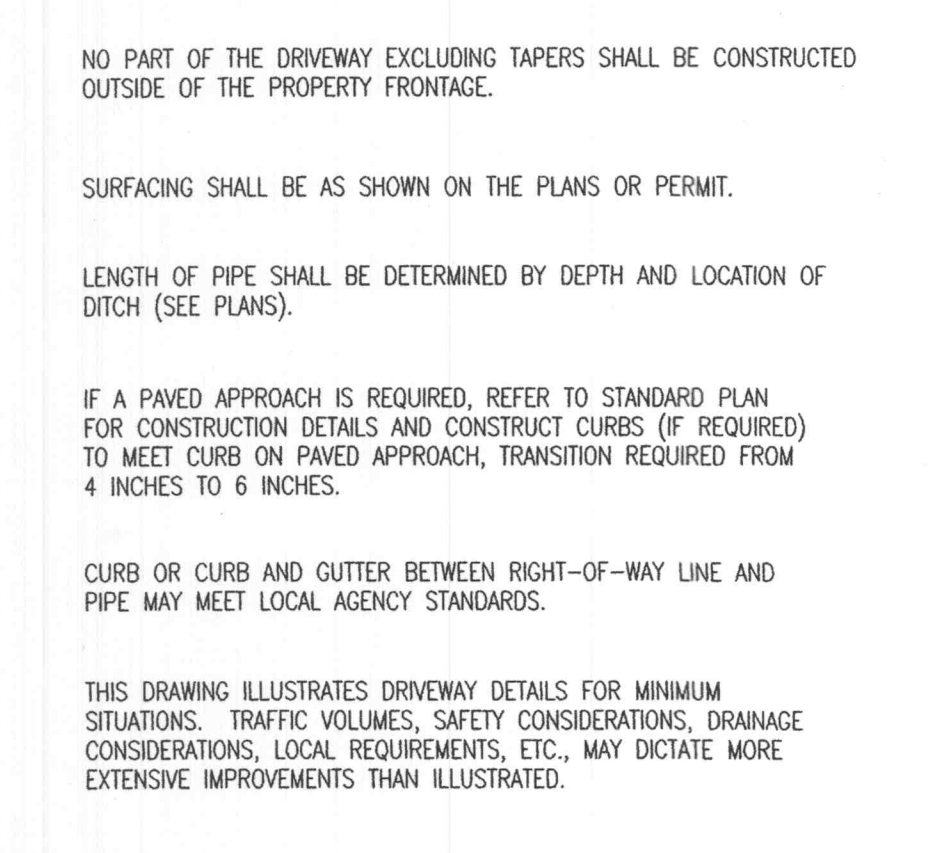 NO PART OF THE DRIVEWAY EXCLUDING TAPERS SHALL BE CONSTRUCTED
OUTSIDE OF THE PROPERTY FRONTAGE.
SURFACING SHALL BE AS SHOWN ON THE PLANS OR PERMIT.
LENGTH OF PIPE SHALL BE DETERMINED BY DEPTH AND LOCATION OF
DITCH (SEE PLANS).
IF A PAVED APPROACH IS REQUIRED, REFER TO STANDARD PLAN
FOR CONSTRUCTION DETAILS AND CONSTRUCT CURBS (IF REQUIRED)
TO MEET CURB ON PAVED APPROACH, TRANSITION REQUIRED FROM
4 INCHES TO 6 INCHES.
CURB OR CURB AND GUTTER BETWEEN RIGHT-OF-WAY LINE AND
PIPE MAY MEET LOCAL AGENCY STANDARDS.
THIS DRAWING ILLUSTRATES DRIVEWAY DETAILS FOR MINIMUM
SITUATIONS. TRAFFIC VOLUMES, SAFETY CONSIDERATIONS, DRAINAGE
CONSIDERATIONS, LOCAL REQUIREMENTS, ETC., MAY DICTATE MORE
EXTENSIVE IMPROVEMENTS THAN ILLUSTRATED.